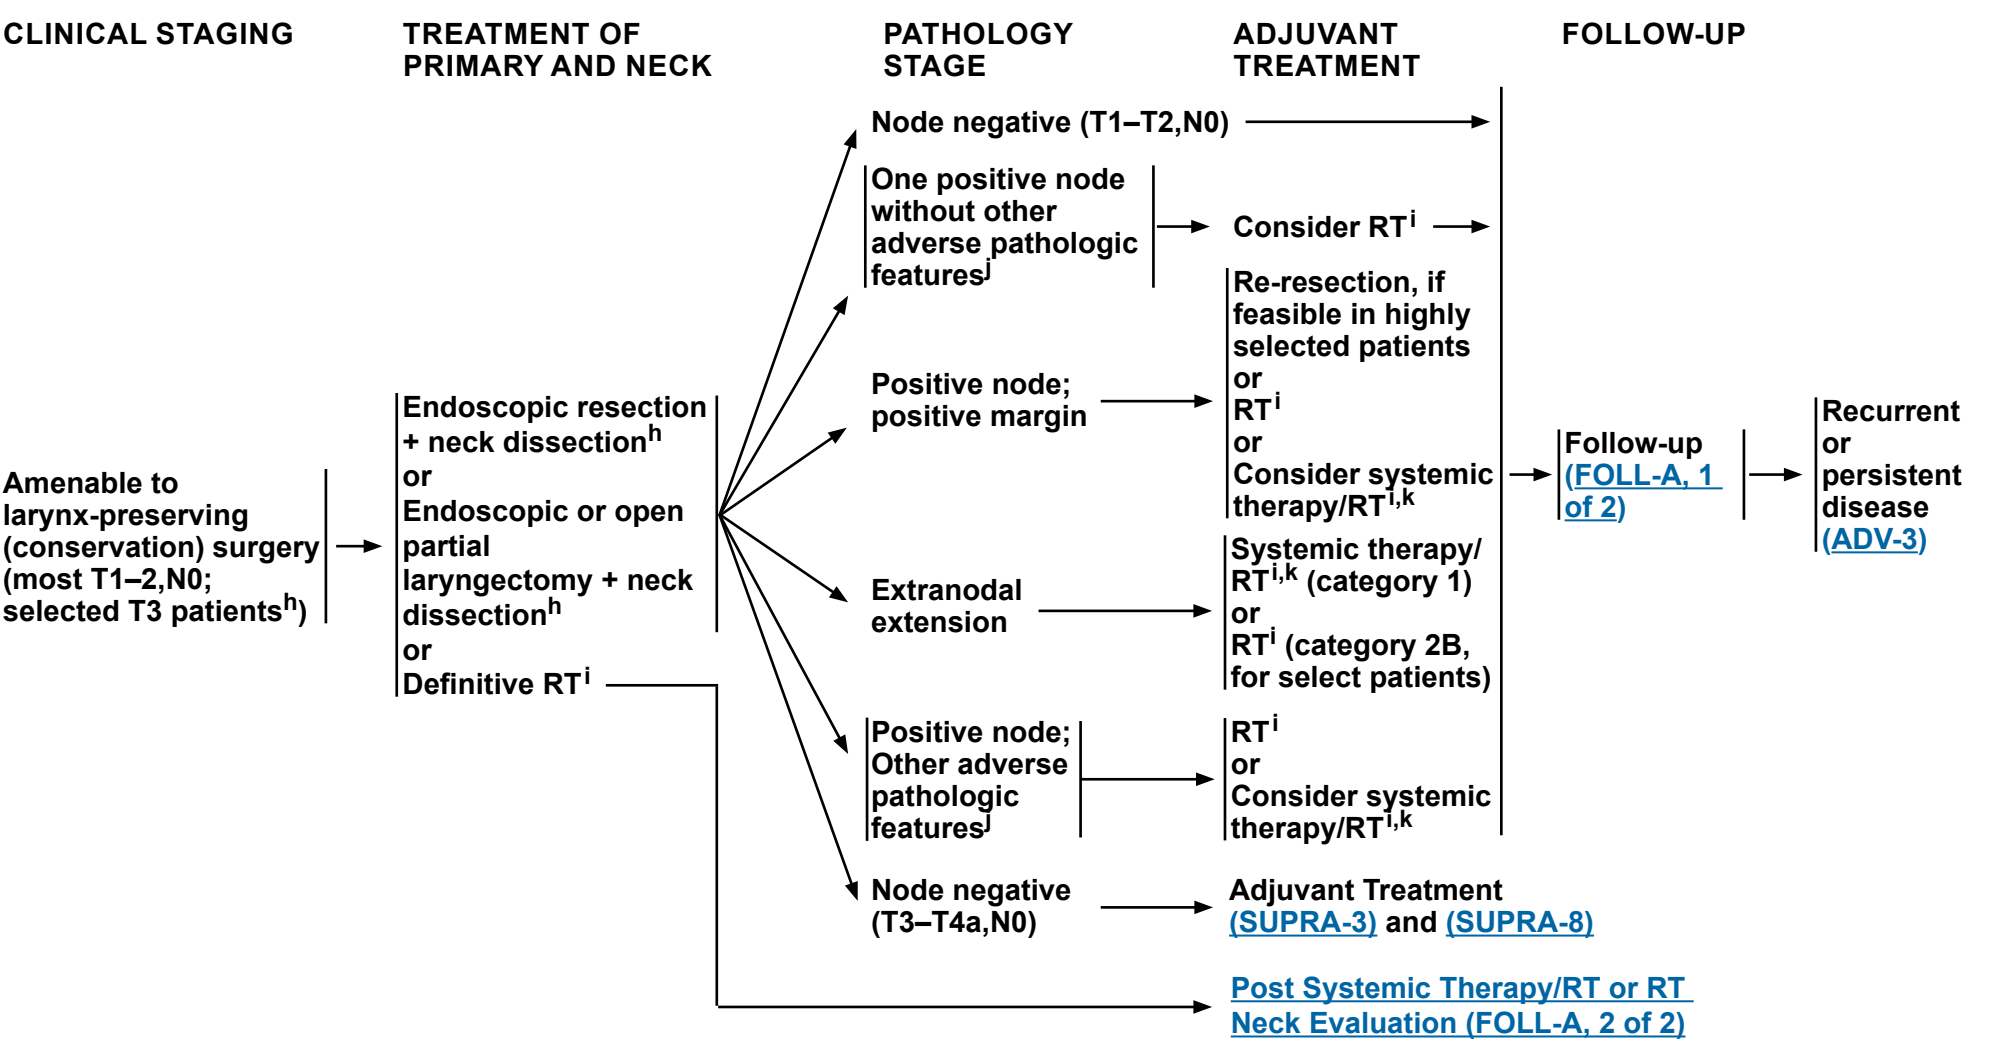 CLINICAL STAGING
TREATMENT OF
PRIMARY AND NECK
PATHOLOGY
STAGE
ADJUVANT
TREATMENT
FOLLOW-UP
Amenable to
larynx-preserving
(conservation) surgery
(most T1–2,N0;
selected T3 patientsh)
Endoscopic resection
+ neck dissectionh
or
Endoscopic or open
partial
laryngectomy + neck
dissectionh
or
Definitive RTi
Node negative (T1–T2,N0)
One positive node
without other
adverse pathologic
featuresj
Consider RTi
Positive node;
positive margin
Re-resection, if
feasible in highly
selected patients
or
RTi
or
Consider systemic
therapy/RTi,k
Extranodal
extension
Systemic therapy/
RTi,k (category 1)
or
RTi (category 2B,
for select patients)
Positive node;
Other adverse
pathologic
featuresj
RTi
or
Consider systemic
therapy/RTi,k
Node negative
(T3–T4a,N0)
Adjuvant Treatment
(SUPRA-3) and (SUPRA-8)
Post Systemic Therapy/RT or RT
Neck Evaluation (FOLL-A, 2 of 2)
Follow-up
(FOLL-A, 1
of 2)
Recurrent
or
persistent
disease
(ADV-3)